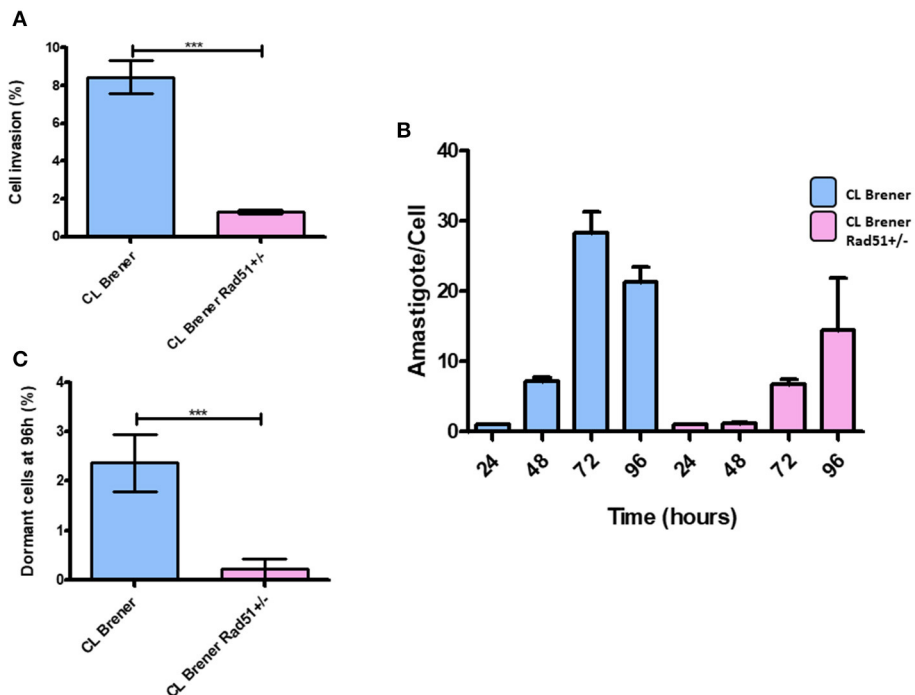 A
***
Cell invasion (%)
10
8
6
4
2
0
CL Brener
CL Brener Rad51+/-
B
Amastigote/Cell
40
30
20
10
0
24 48 72 96 24 48 72 96
Time (hours)
CL Brener
CL Brener
Rad51+/-
C
***
Dormant cells at 96h (%)
4
3
2
1
0
CL Brener
CL Brener Rad51+/-